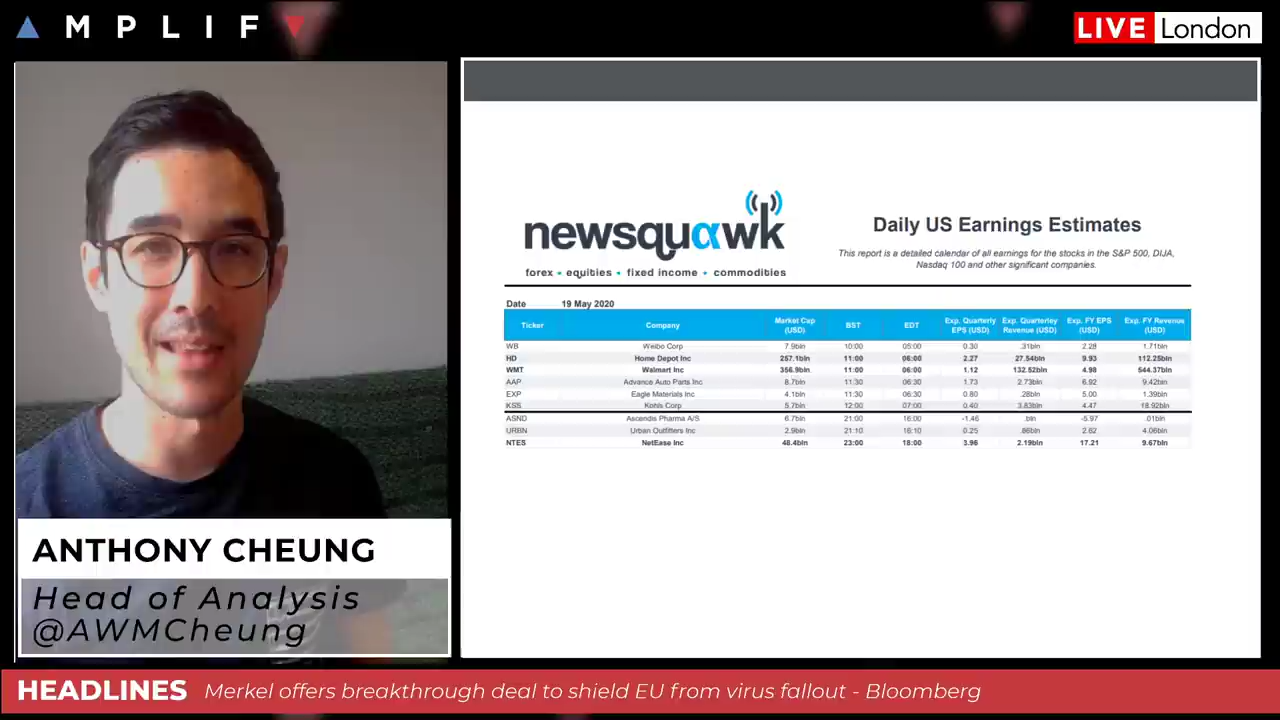 ▲ M P L I F ▼
LIVE London
newsquawk
forex • equities • fixed income • commodities
Daily US Earnings Estimates
This report is a detailed calendar of all earnings for the stocks in the S&P 500, DIJA,
Nasdaq 100 and other significant companies.
Date 19 May 2020
Ticker Company Market Cap (USD) BST EDT Exp. Quarterly EPS (USD) Exp. Quarterley Revenue (USD) Exp. FY EPS (USD) Exp. FY Revenue (USD)
WB Weibo Corp 7.9bln 10:00 05:00 0.30 .31bln 2.28 1.71bln
HD Home Depot Inc 257.1bln 11:00 06:00 2.27 27.54bln 9.93 112.25bln
WMT Walmart Inc 356.9bln 11:00 06:00 1.12 132.52bln 4.98 544.37bln
AAP Advance Auto Parts Inc 8.7bln 11:30 06:30 1.73 2.73bln 6.92 9.42bln
EXP Eagle Materials Inc 4.1bln 11:30 06:30 0.80 .28bln 5.00 1.39bln
KSS Kohls Corp 5.7bln 12:00 07:00 0.40 3.83bln 4.47 18.92bln
ASND Ascendis Pharma A/S 6.7bln 21:00 16:00 -1.46 .bln -5.97 .01bln
URBN Urban Outfitters Inc 2.9bln 21:10 16:10 0.25 .86bln 2.62 4.06bln
NTES NetEase Inc 48.4bln 23:00 18:00 3.96 2.19bln 17.21 9.67bln
ANTHONY CHEUNG
Head of Analysis
@AWMCheung
HEADLINES Merkel offers breakthrough deal to shield EU from virus fallout - Bloomberg